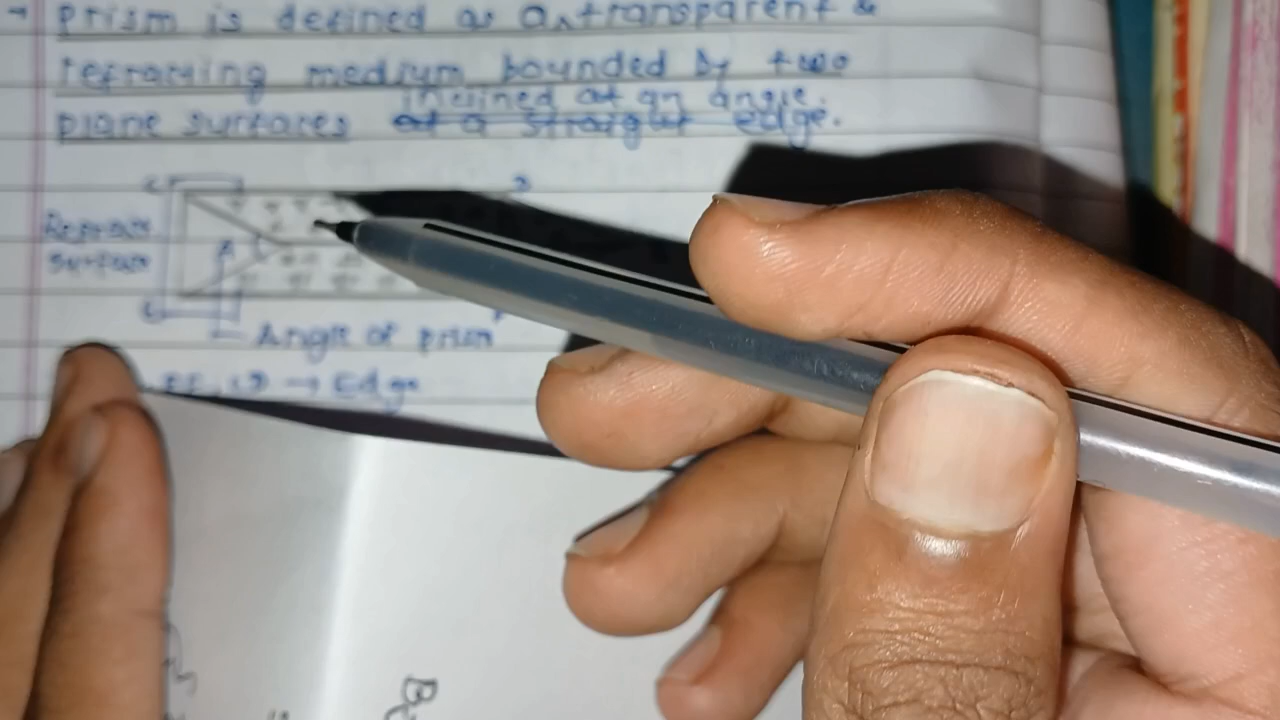 Prism is defined as a transparent &
refraring medium bounded by two
inclined at an angle.
plane surfaces at a straight edge.
C
D
Refract
surface
A
Angle of prism
→ Edge
B